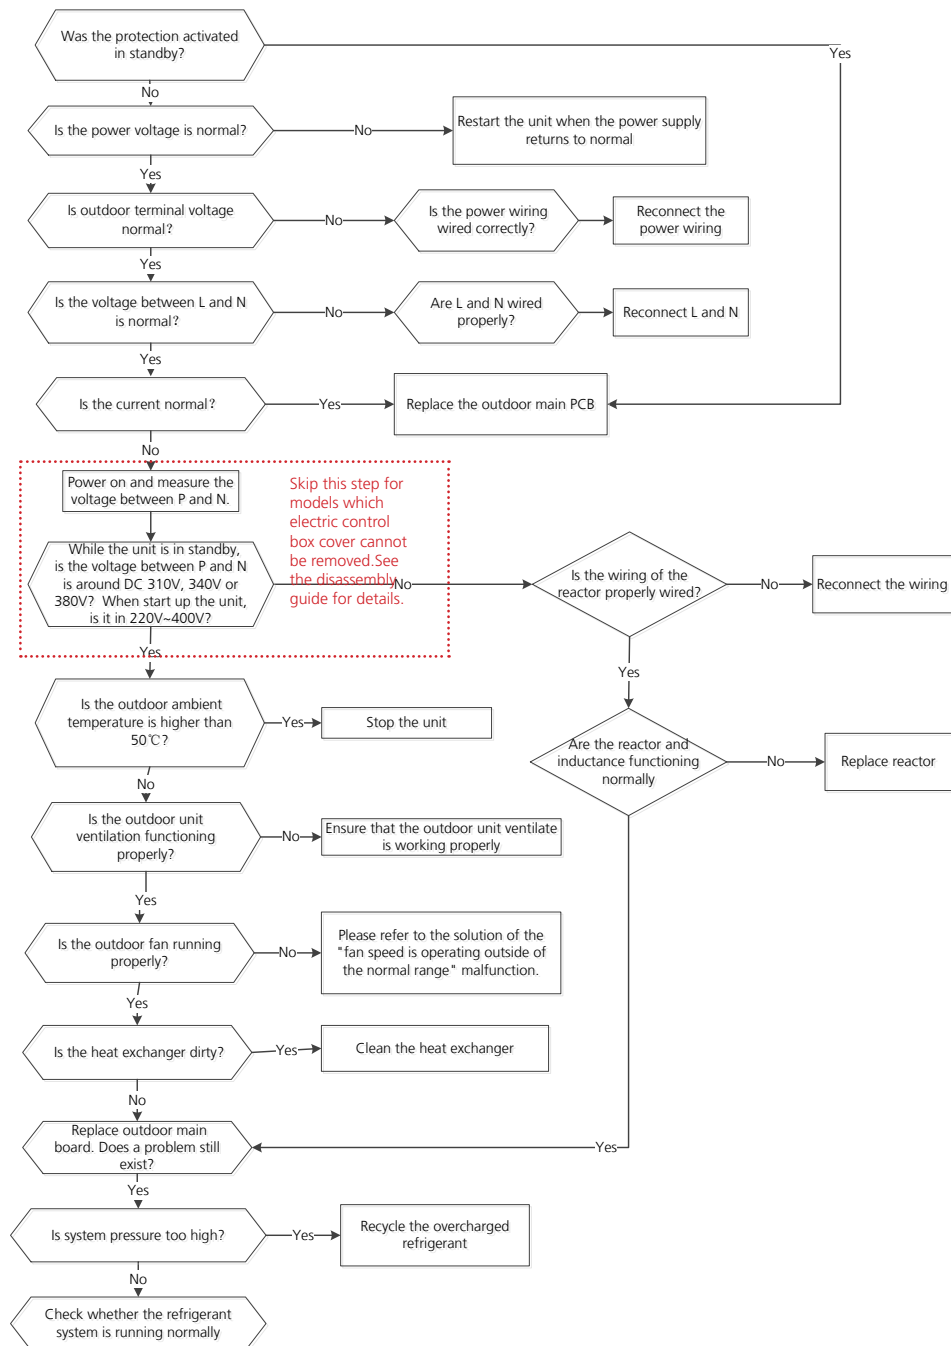 Was the protection activated
in standby?
Yes
No
Is the power voltage is normal?
No
Restart the unit when the power supply
returns to normal
Yes
Is outdoor terminal voltage
normal?
No
Is the power wiring
wired correctly?
Reconnect the
power wiring
Yes
Is the voltage between L and N
is normal?
No
Are L and N wired
properly?
Reconnect L and N
Yes
Is the current normal?
Yes
Replace the outdoor main PCB
No
Power on and measure the
voltage between P and N.
Skip this step for
models which
electric control
box cover cannot
be removed.See
the disassembly
guide for details.
While the unit is in standby,
is the voltage between P and N
is around DC 310V, 340V or
380V? When start up the unit,
is it in 220V~400V?
No
Is the wiring of the
reactor properly wired?
No
Reconnect the wiring
Yes
Yes
Is the outdoor ambient
temperature is higher than
50℃?
Yes
Stop the unit
Are the reactor and
inductance functioning
normally
No
Replace reactor
No
Is the outdoor unit
ventilation functioning
properly?
No
Ensure that the outdoor unit ventilate
is working properly
Yes
Is the outdoor fan running
properly?
No
Please refer to the solution of the
"fan speed is operating outside of
the normal range" malfunction.
Yes
Is the heat exchanger dirty?
Yes
Clean the heat exchanger
No
Replace outdoor main
board. Does a problem still
exist?
Yes
Yes
Is system pressure too high?
Yes
Recycle the overcharged
refrigerant
No
Check whether the refrigerant
system is running normally